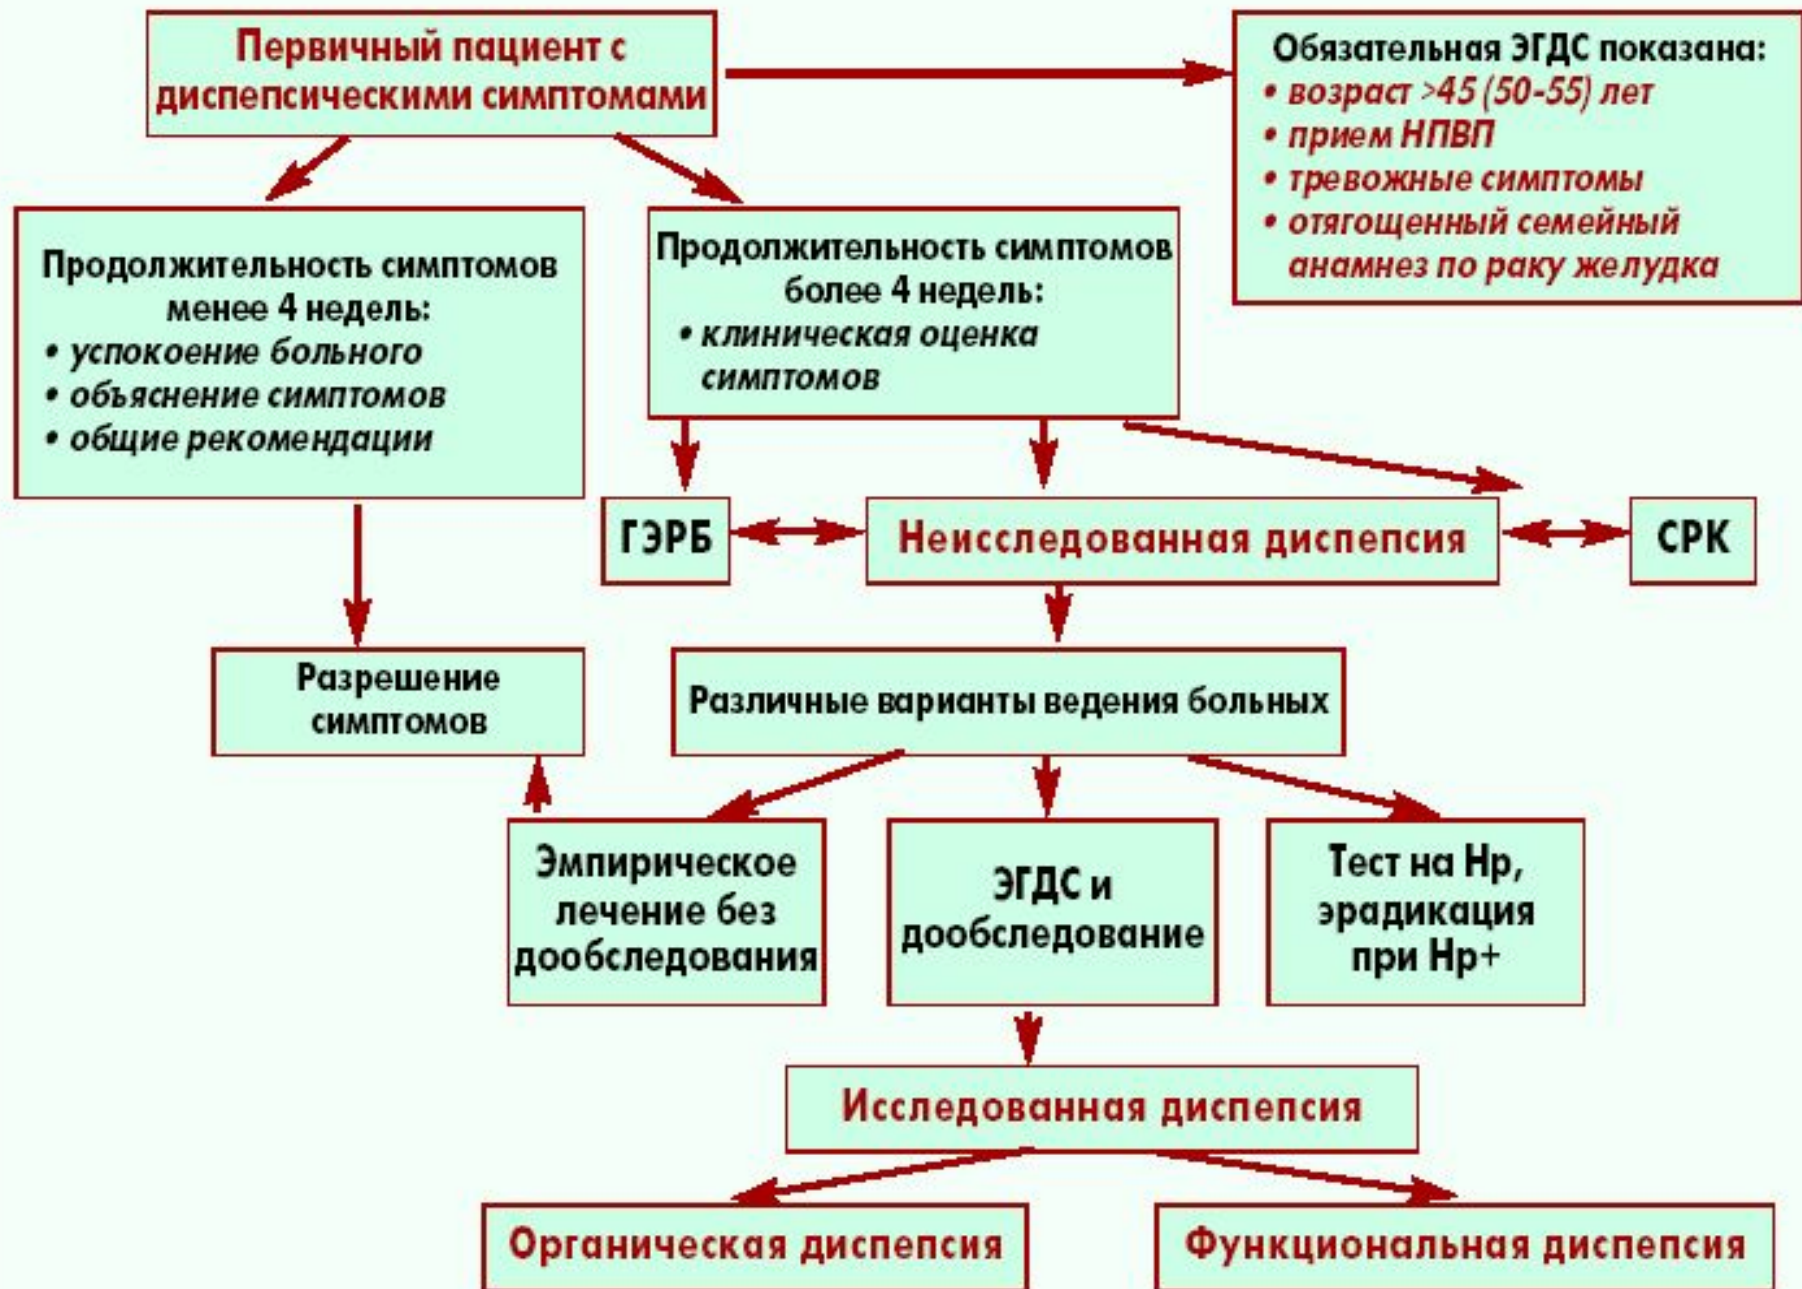 Первичный пациент с
диспепсическими симптомами
Обязательная ЭГДС показана:
• возраст >45 (50-55) лет
• прием НПВП
• тревожные симптомы
• отягощенный семейный
анамнез по раку желудка
Продолжительность симптомов
менее 4 недель:
• успокоение больного
• объяснение симптомов
• общие рекомендации
Продолжительность симптомов
более 4 недель:
• клиническая оценка
симптомов
ГЭРБ
Неисследованная диспепсия
СРК
Разрешение
симптомов
Различные варианты ведения больных
Эмпирическое
лечение без
дообследования
ЭГДС и
дообследование
Тест на Нр,
эрадикация
при Нр+
Исследованная диспепсия
Органическая диспепсия
Функциональная диспепсия